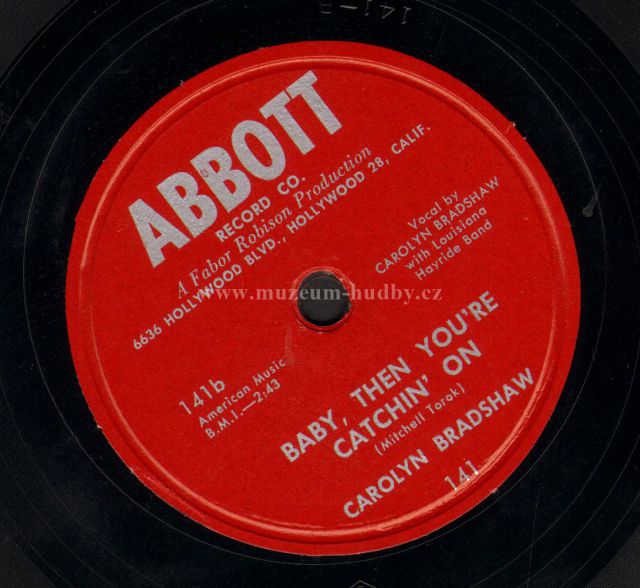 141-B
ABBOTT
RECORD CO.
A Fabor Robison Production
6636 HOLLYWOOD BLVD., HOLLYWOOD 28, CALIF.
Vocal by
CAROLYN BRADSHAW
with Louisiana
Hayride Band
www.muzeum-hudby.cz
141b
American Music
B.M.I.—2:43
BABY, THEN YOU'RE
CATCHIN' ON
(Mitchell Torok)
CAROLYN BRADSHAW
141